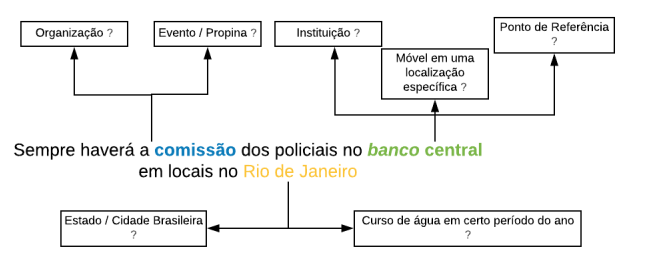 Organização ?
Evento / Propina ?
Instituição ?
Ponto de Referência
?
Móvel em uma
localização
específica ?
Sempre haverá a comissão dos policiais no banco central
em locais no Rio de Janeiro
Estado / Cidade Brasileira
?
Curso de água em certo período do ano
?